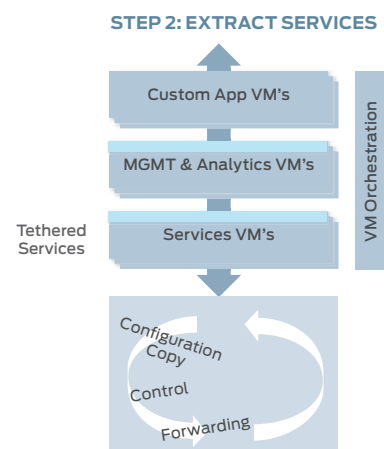 STEP 2: EXTRACT SERVICES
Custom App VM's
MGMT & Analytics VM's
VM Orchestration
Tethered
Services
Services VM's
Configuration
Copy
Control
Forwarding